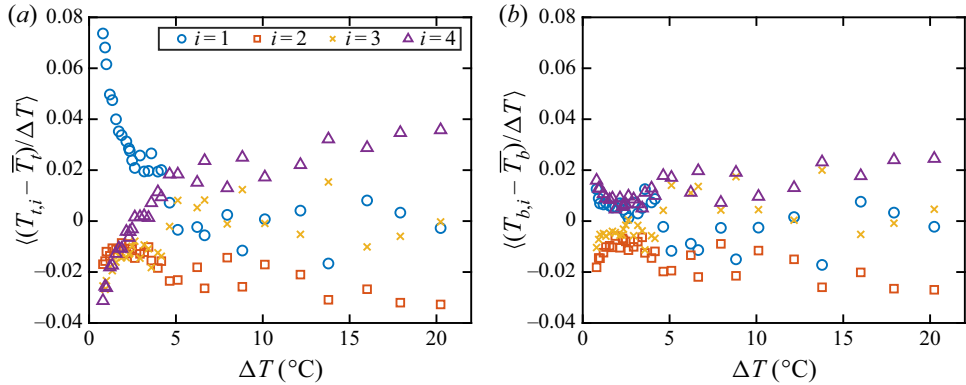 (a)
0.08
0.06
0.04
0.02
0
−0.02
−0.04
⟨(T_{t,i} − \overline{T}_t)/ΔT⟩
i = 1 i = 2 i = 3 i = 4
0 5 10 15 20
ΔT (°C)
(b)
0.08
0.06
0.04
0.02
0
−0.02
−0.04
⟨(T_{b,i} − \overline{T}_b)/ΔT⟩
0 5 10 15 20
ΔT (°C)